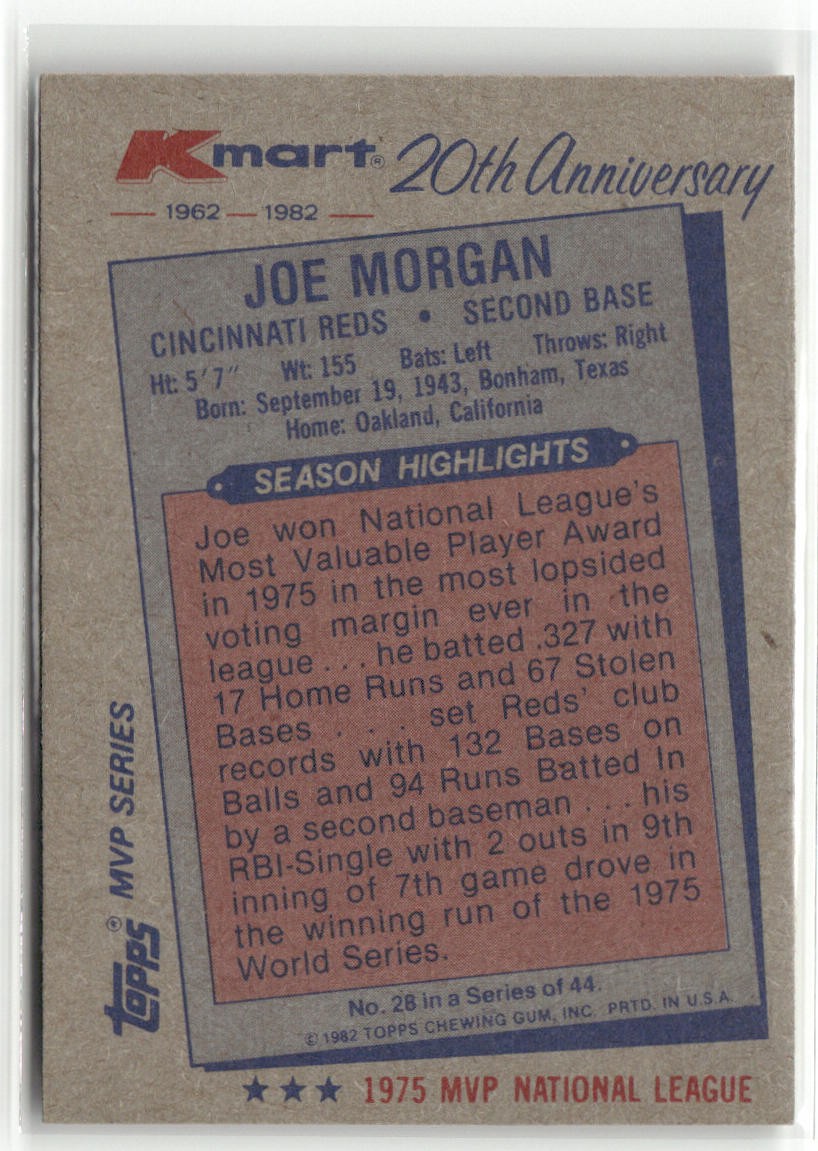 Kmart® 20th Anniversary
1962 — 1982
JOE MORGAN
CINCINNATI REDS • SECOND BASE
Ht: 5'7" Wt: 155 Bats: Left Throws: Right
Born: September 19, 1943, Bonham, Texas
Home: Oakland, California
SEASON HIGHLIGHTS
Joe won National League's
Most Valuable Player Award
in 1975 in the most lopsided
voting margin ever in the
league . . . he batted .327 with
17 Home Runs and 67 Stolen
Bases . . . set Reds' club
records with 132 Bases on
Balls and 94 Runs Batted In
by a second baseman . . . his
RBI-Single with 2 outs in 9th
inning of 7th game drove in
the winning run of the 1975
World Series.
No. 28 in a Series of 44.
© 1982 TOPPS CHEWING GUM, INC. PRTD. IN U.S.A.
topps® MVP SERIES
★★★ 1975 MVP NATIONAL LEAGUE